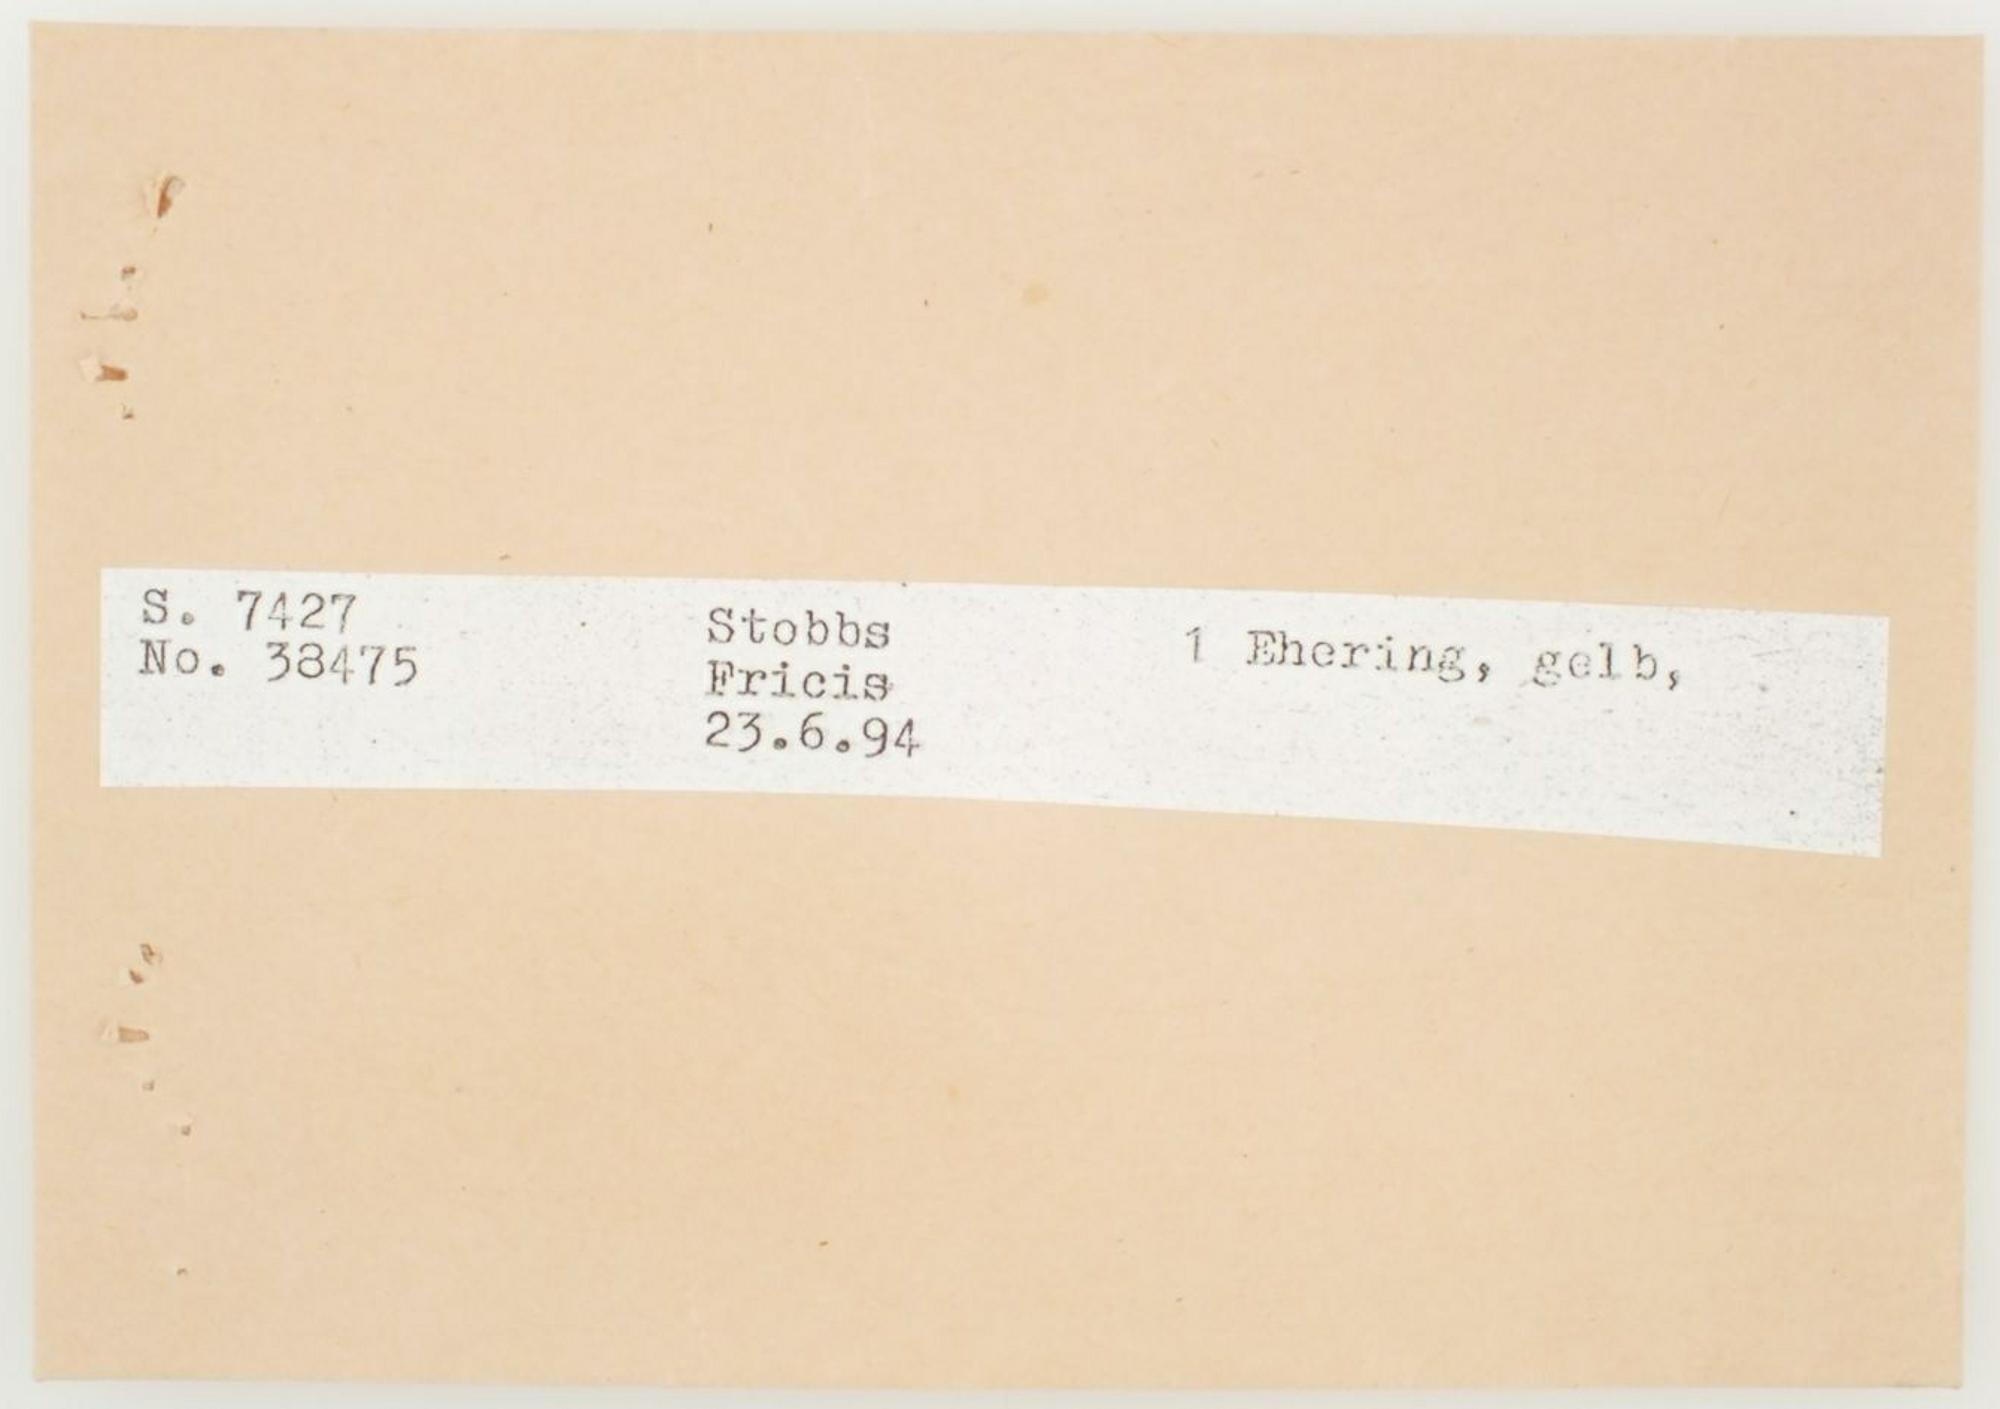 S. 7427
No. 38475
Stobbs
Fricis
23.6.94
1 Ehering, gelb,